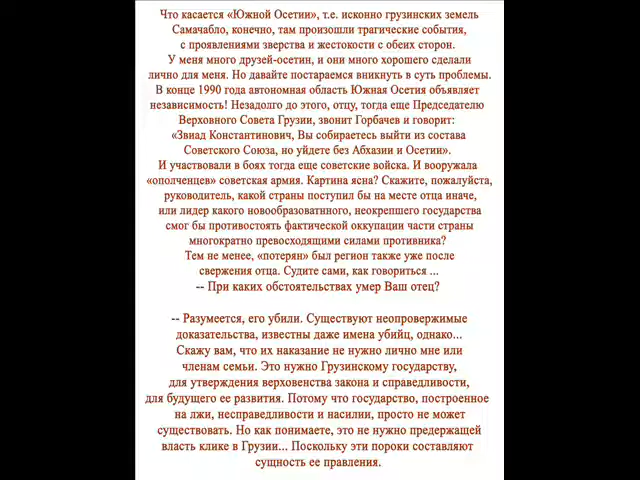 Что касается «Южной Осетии», т.е. исконно грузинских земель
Самачабло, конечно, там произошли трагические события,
с проявлениями зверства и жестокости с обеих сторон.
У меня много друзей-осетин, и они много хорошего сделали
лично для меня. Но давайте постараемся вникнуть в суть проблемы.
В конце 1990 года автономная область Южная Осетия объявляет
независимость! Незадолго до этого, отцу, тогда еще Председателю
Верховного Совета Грузии, звонит Горбачев и говорит:
«Звиад Константинович, Вы собираетесь выйти из состава
Советского Союза, но уйдете без Абхазии и Осетии».
И участвовали в боях тогда еще советские войска. И вооружала
«ополченцев» советская армия. Картина ясна? Скажите, пожалуйста,
руководитель, какой страны поступил бы на месте отца иначе,
или лидер какого новообразоватнного, неокрепшего государства
смог бы противостоять фактической оккупации части страны
многократно превосходящими силами противника?
Тем не менее, «потерян» был регион также уже после
свержения отца. Судите сами, как говориться ...
-- При каких обстоятельствах умер Ваш отец?
-- Разумеется, его убили. Существуют неопровержимые
доказательства, известны даже имена убийц, однако...
Скажу вам, что их наказание не нужно лично мне или
членам семьи. Это нужно Грузинскому государству,
для утверждения верховенства закона и справедливости,
для будущего ее развития. Потому что государство, построенное
на лжи, несправедливости и насилии, просто не может
существовать. Но как понимаете, это не нужно предержащей
власть клике в Грузии... Поскольку эти пороки составляют
сущность ее правления.